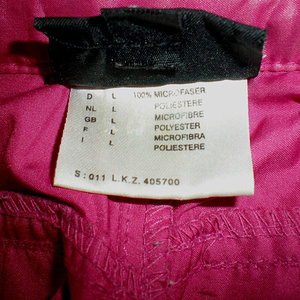 D L 100% MICROFASER
NL L POLIESTERE
GB L MICROFIBRE
F L POLYESTER
I L MICROFIBRA
POLIESTERE
S:011 L.K.Z. 405700